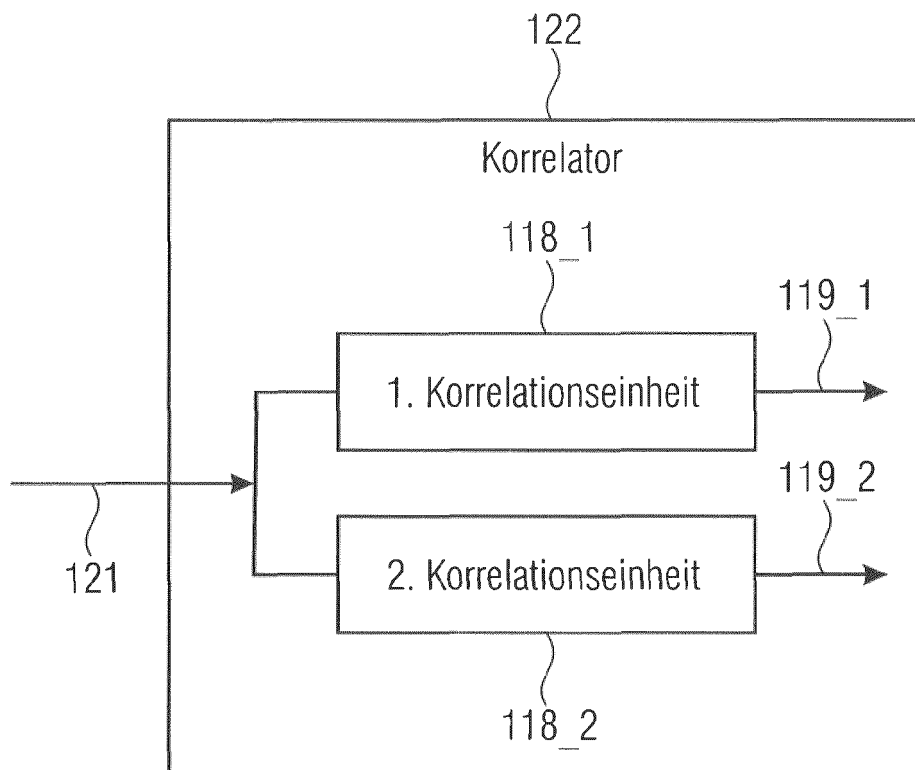 122
Korrelator
118_1
119_1
1. Korrelationseinheit
119_2
121
2. Korrelationseinheit
118_2